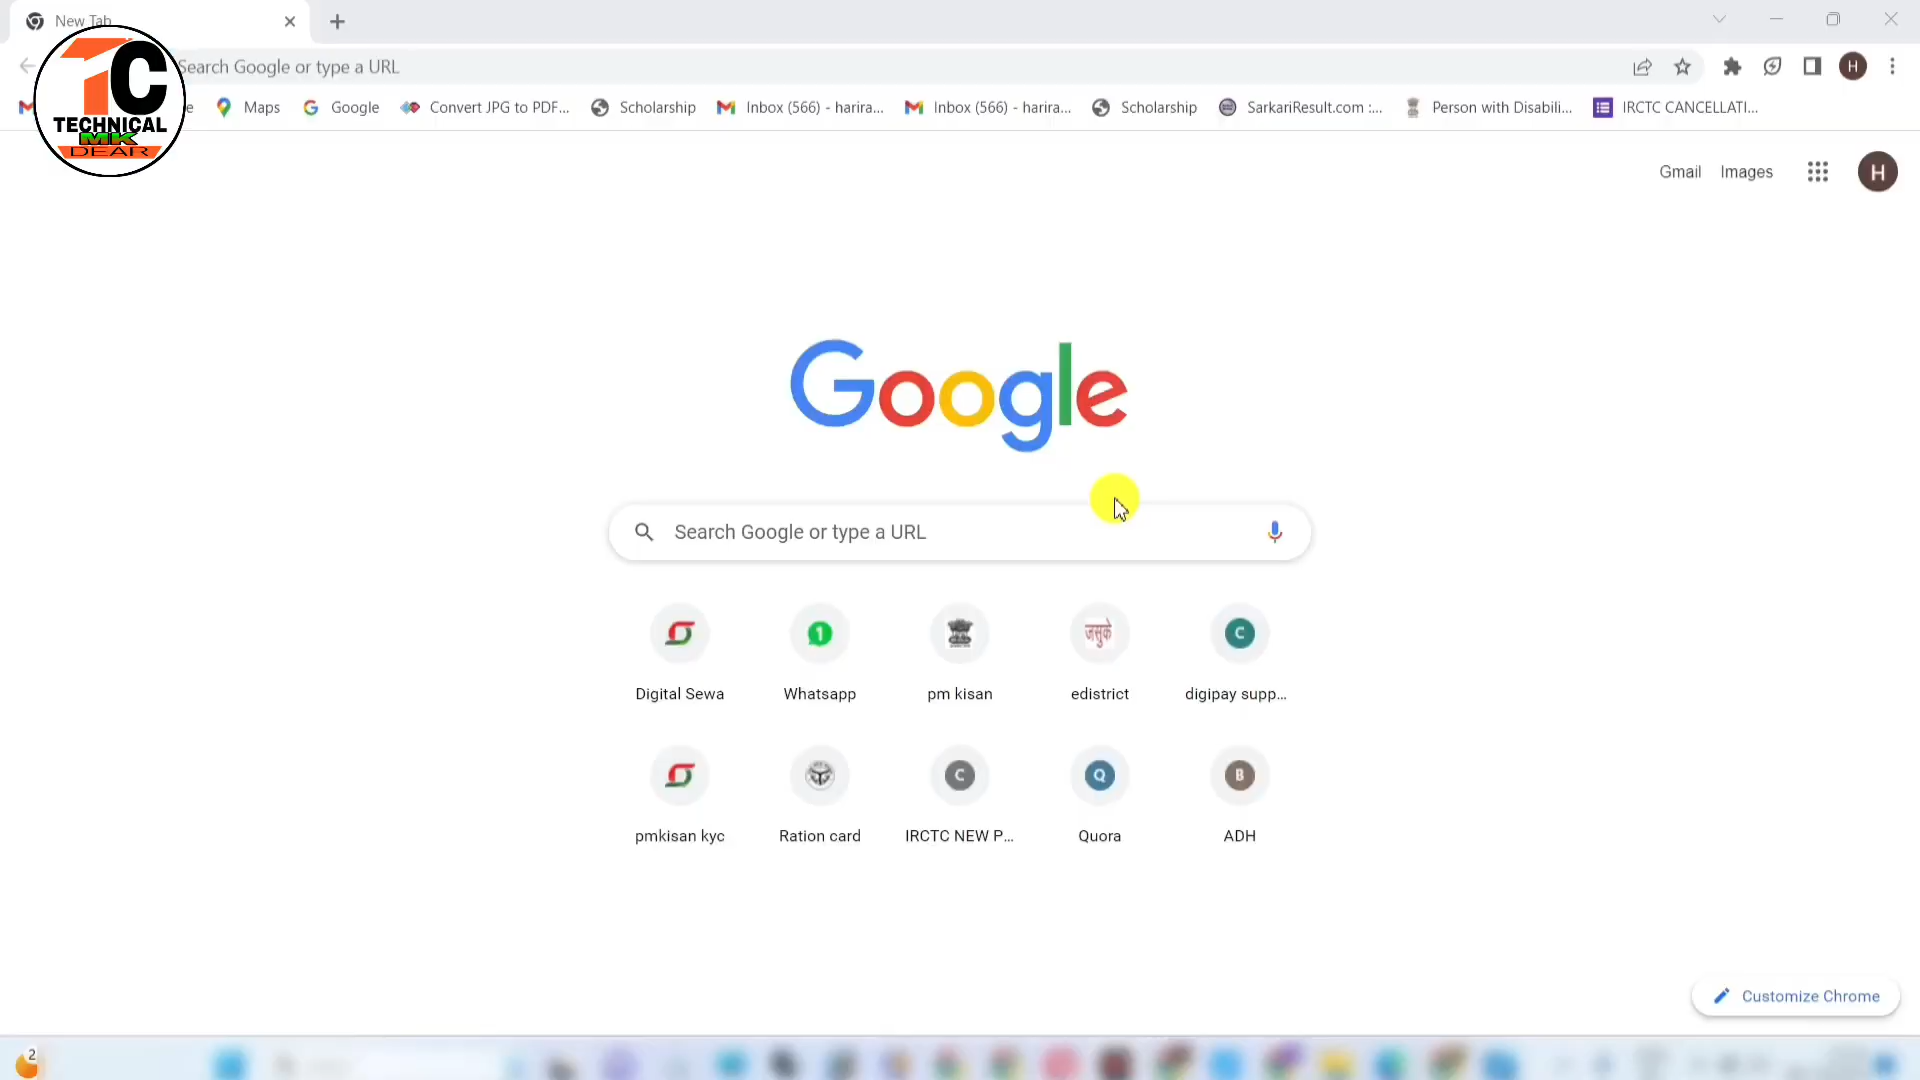 New Tab
Search Google or type a URL
TC
TECHNICAL
MK
DEAR
Maps
Google
Convert JPG to PDF...
Scholarship
Inbox (566) - harira...
Inbox (566) - harira...
Scholarship
SarkariResult.com :...
Person with Disabili...
IRCTC CANCELLATI...
H
Gmail
Images
H
Google
Search Google or type a URL
1
जसुके
C
Digital Sewa
Whatsapp
pm kisan
edistrict
digipay supp...
C
Q
B
pmkisan kyc
Ration card
IRCTC NEW P...
Quora
ADH
Customize Chrome
2